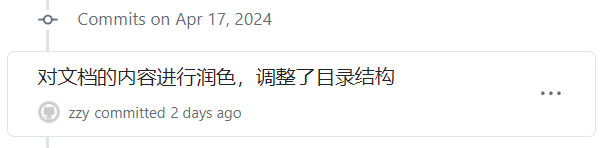 Commits on Apr 17, 2024
对文档的内容进行润色，调整了目录结构
zzy committed 2 days ago